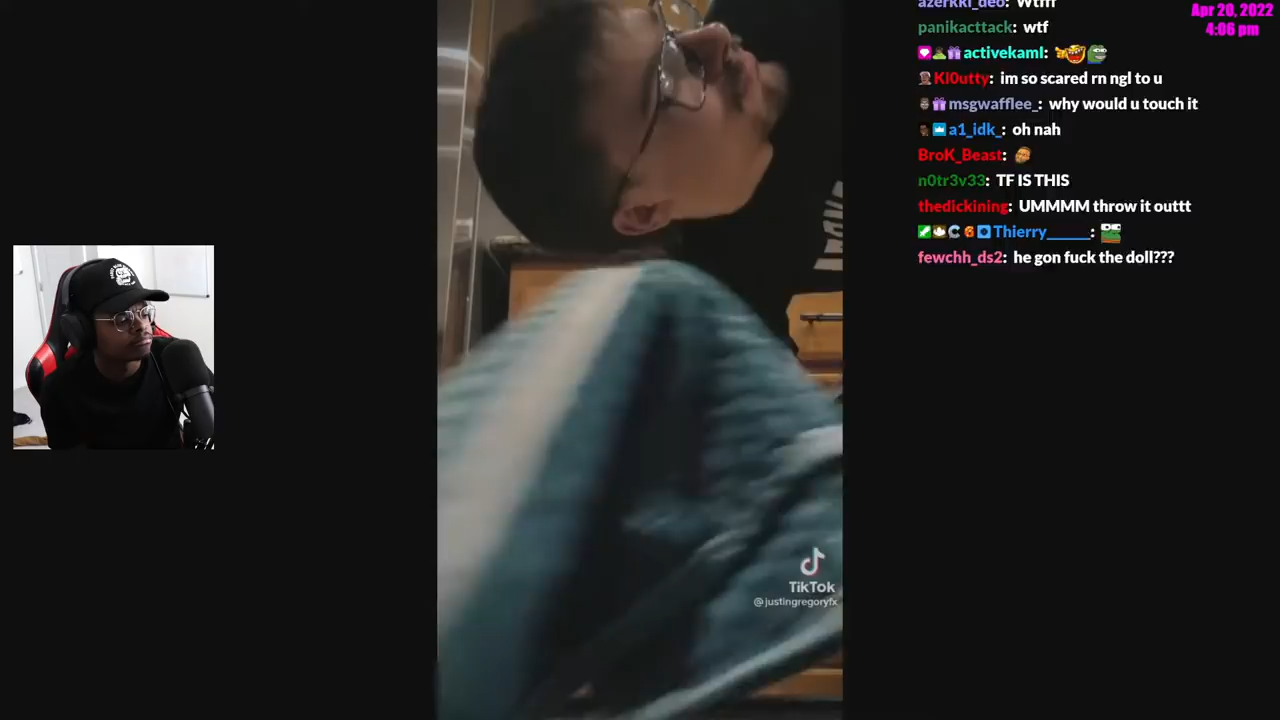 azerkki_deo: Wtfff
Apr 20, 2022
4:06 pm
panikacttack: wtf
activekaml:
Kl0utty: im so scared rn ngl to u
msgwafflee_: why would u touch it
a1_idk_: oh nah
BroK_Beast:
n0tr3v33: TF IS THIS
thedickining: UMMMM throw it outtt
Thierry______:
fewchh_ds2: he gon fuck the doll???
TikTok
@justingregoryfx